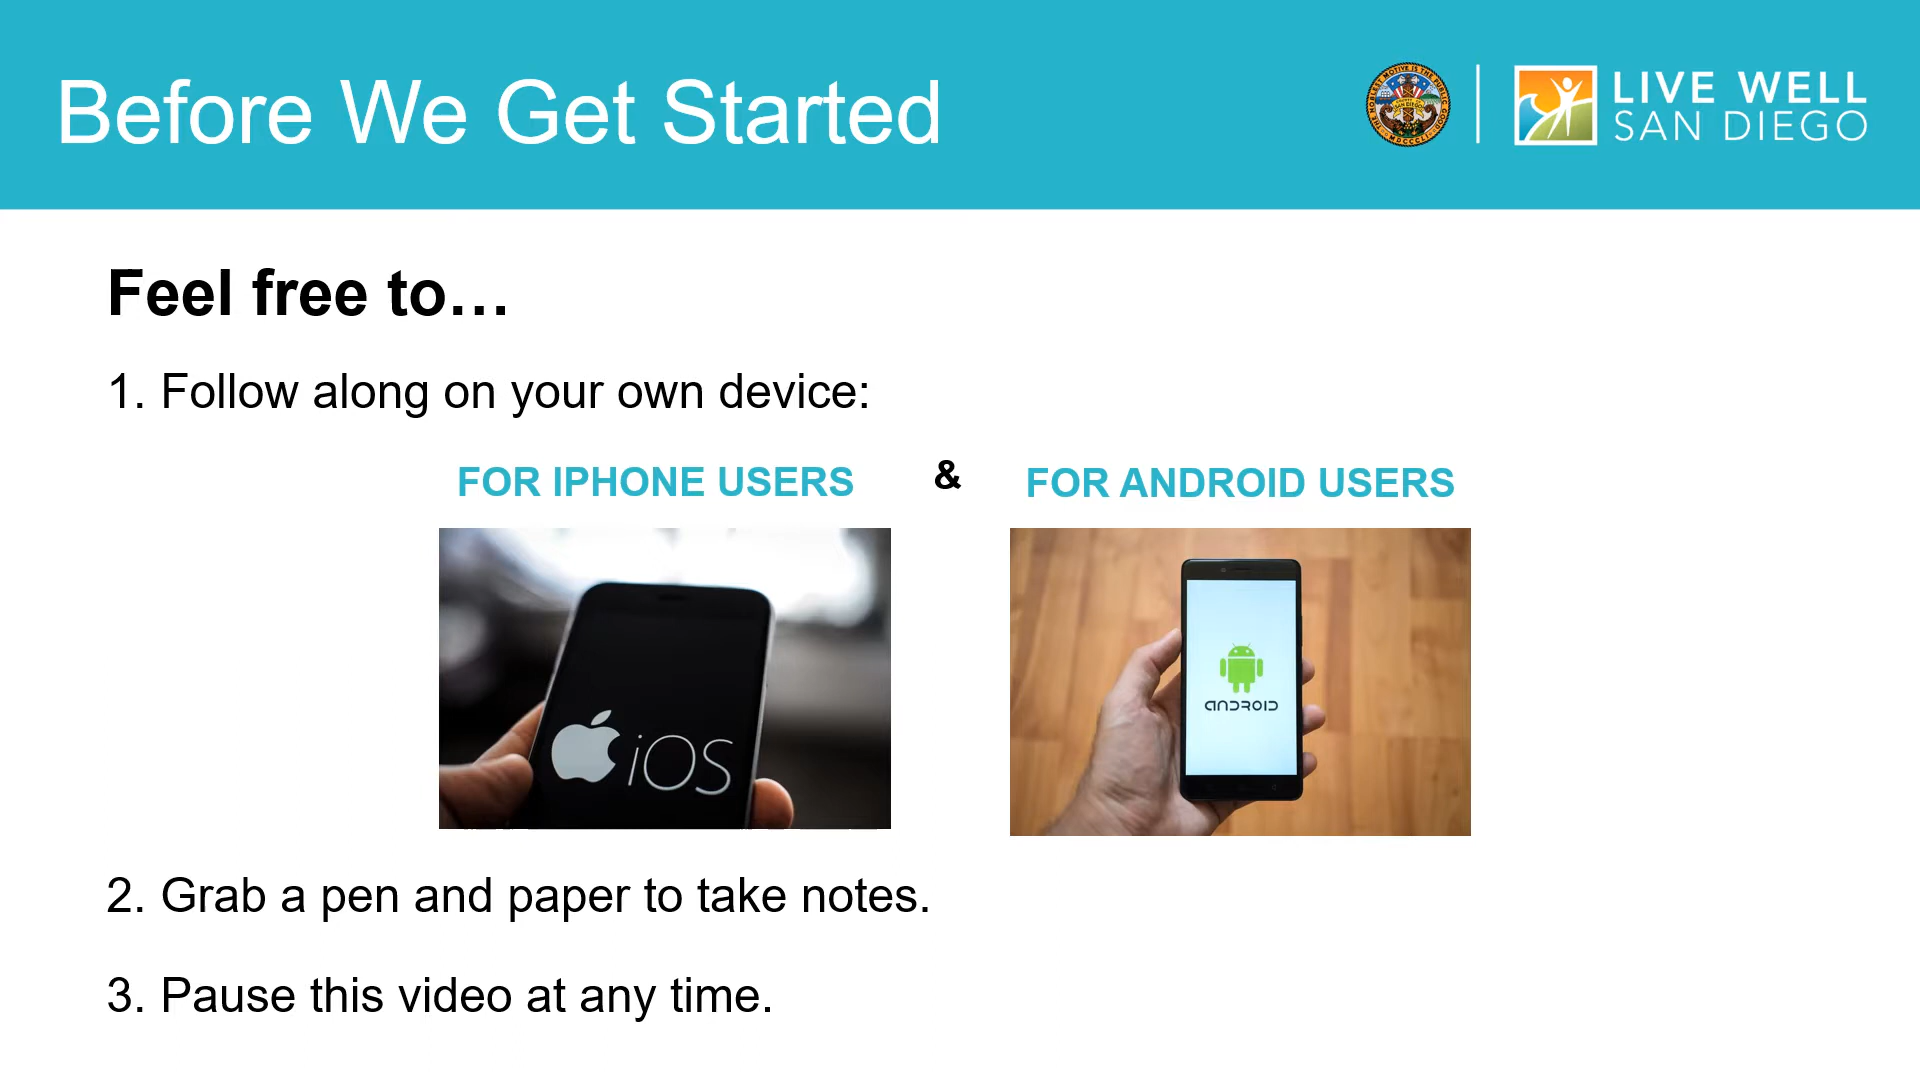 Before We Get Started
LIVE WELL
SAN DIEGO
Feel free to…
1. Follow along on your own device:
FOR IPHONE USERS
&
FOR ANDROID USERS
iOS
ANDROID
2. Grab a pen and paper to take notes.
3. Pause this video at any time.